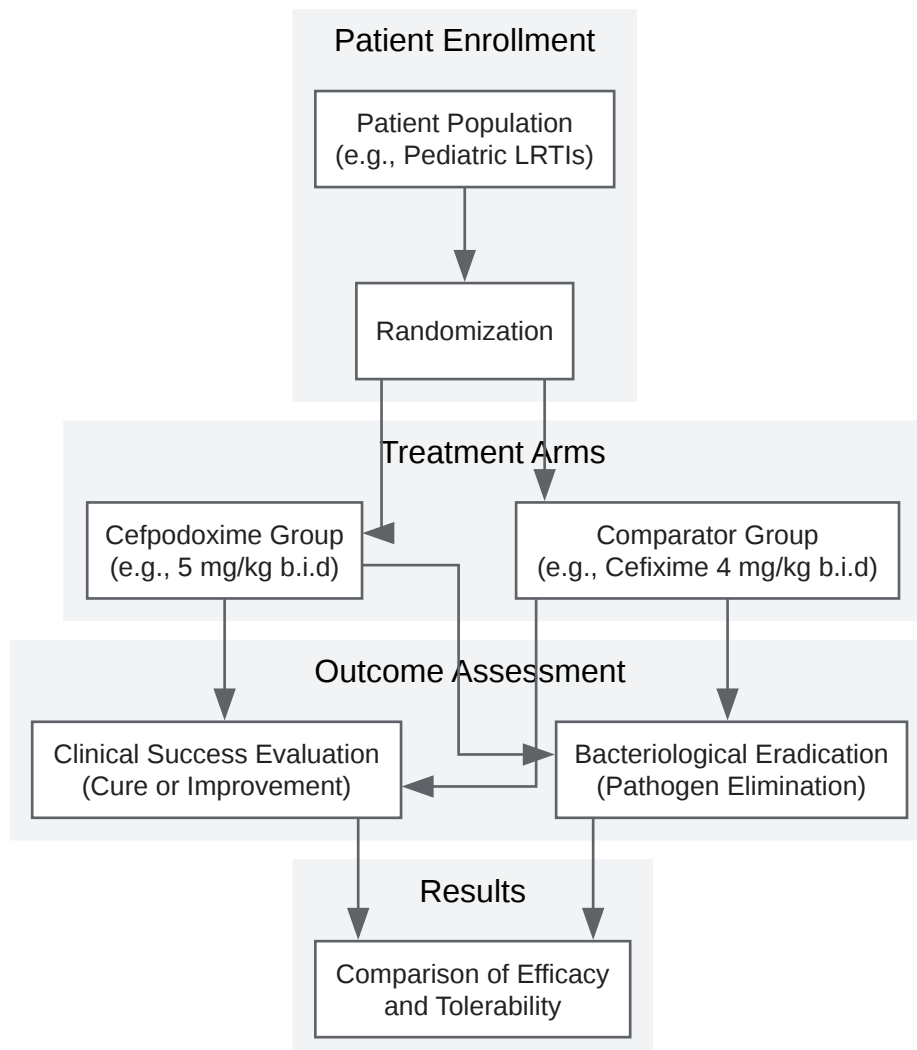 Patient Enrollment
Patient Population
(e.g., Pediatric LRTIs)
Randomization
Treatment Arms
Cefpodoxime Group
(e.g., 5 mg/kg b.i.d)
Comparator Group
(e.g., Cefixime 4 mg/kg b.i.d)
Outcome Assessment
Clinical Success Evaluation
(Cure or Improvement)
Bacteriological Eradication
(Pathogen Elimination)
Results
Comparison of Efficacy
and Tolerability